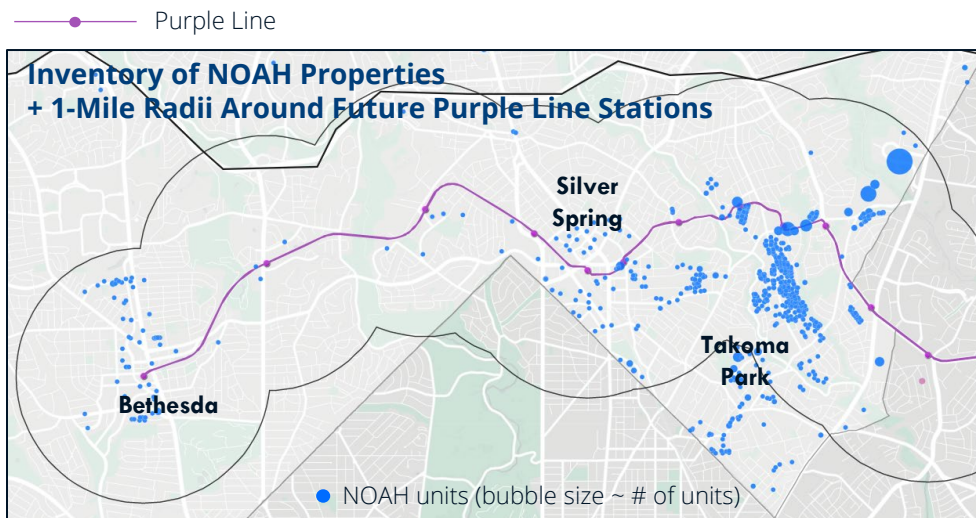 Purple Line
Inventory of NOAH Properties
+ 1-Mile Radii Around Future Purple Line Stations
Silver
Spring
Takoma
Park
Bethesda
NOAH units (bubble size ~ # of units)